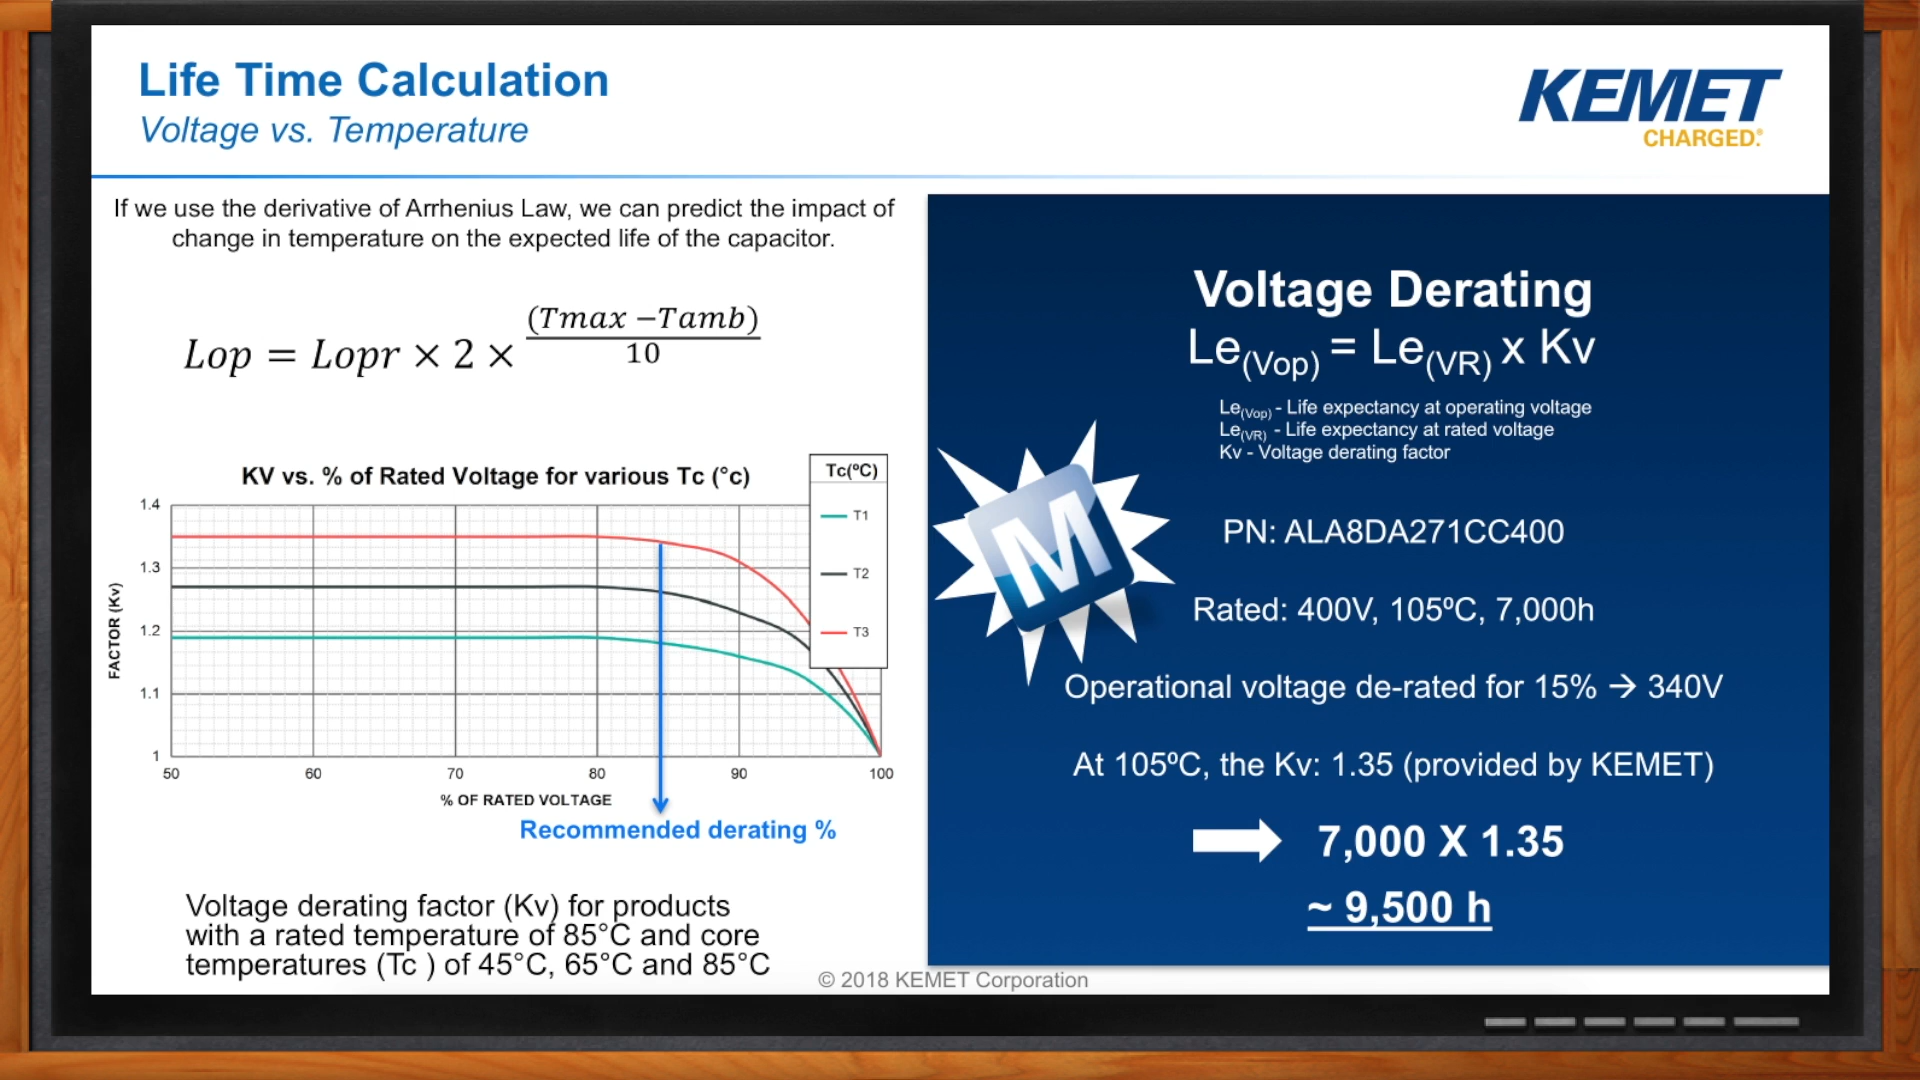 Life Time Calculation
Voltage vs. Temperature
KEMET
CHARGED.®
If we use the derivative of Arrhenius Law, we can predict the impact of
change in temperature on the expected life of the capacitor.
Lop = Lopr × 2 × (Tmax −Tamb) / 10
KV vs. % of Rated Voltage for various Tc (°c)
Tc(ºC)
T1
T2
T3
FACTOR (Kv)
1.4
1.3
1.2
1.1
1
50 60 70 80 90 100
% OF RATED VOLTAGE
Recommended derating %
Voltage derating factor (Kv) for products
with a rated temperature of 85°C and core
temperatures (Tc ) of 45°C, 65°C and 85°C
M
Voltage Derating
Le(Vop) = Le(VR) x Kv
Le(Vop) - Life expectancy at operating voltage
Le(VR) - Life expectancy at rated voltage
Kv - Voltage derating factor
PN: ALA8DA271CC400
Rated: 400V, 105ºC, 7,000h
Operational voltage de-rated for 15% → 340V
At 105ºC, the Kv: 1.35 (provided by KEMET)
7,000 X 1.35
~ 9,500 h
© 2018 KEMET Corporation